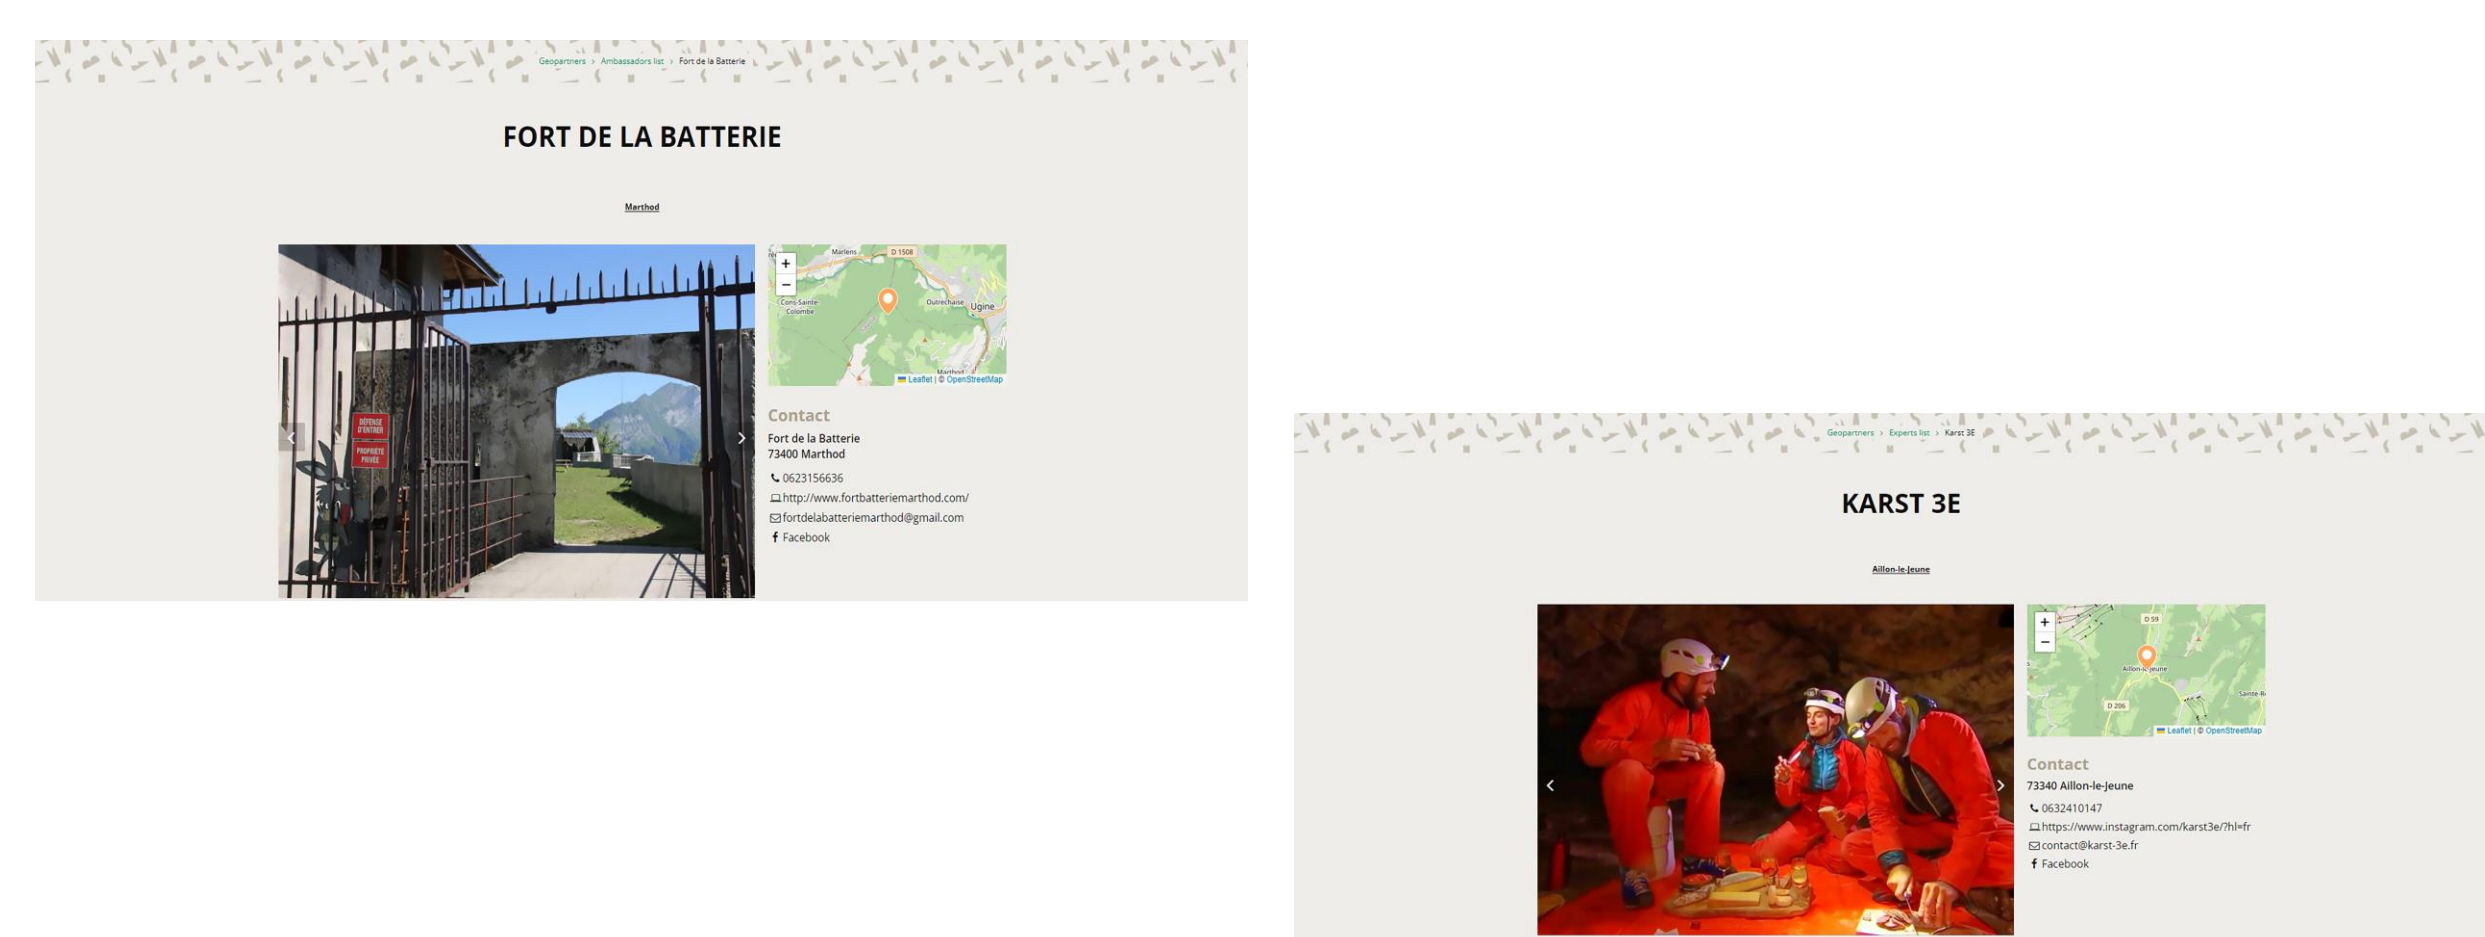 Geopartners > Ambassadors list > Fort de la Batterie
FORT DE LA BATTERIE
Marthod
+
−
Marlens
D 1508
Cons-Sainte-
Colombe
Outrechaise
Ugine
Marthod
Leaflet | © OpenStreetMap
DÉFENSE
D'ENTRER
PROPRIÉTÉ
PRIVÉE
Contact
Fort de la Batterie
73400 Marthod
0623156636
http://www.fortbatteriemarthod.com/
fortdelabatteriemarthod@gmail.com
Facebook
Geopartners > Experts list > Karst 3E
KARST 3E
Aillon-le-Jeune
+
−
D 59
Aillon-le-Jeune
Sainte-R
D 206
Leaflet | © OpenStreetMap
Contact
73340 Aillon-le-Jeune
0632410147
https://www.instagram.com/karst3e/?hl=fr
contact@karst-3e.fr
Facebook